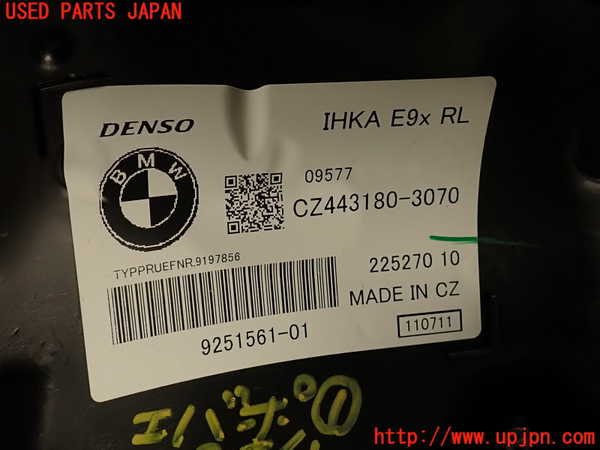 USED PARTS JAPAN
DENSO
IHKA E9x RL
BMW
09577
CZ443180-3070
TYPPRUEFNR.9197856
225270 10
MADE IN CZ
9251561-01
110711
http://www.upjpn.com/